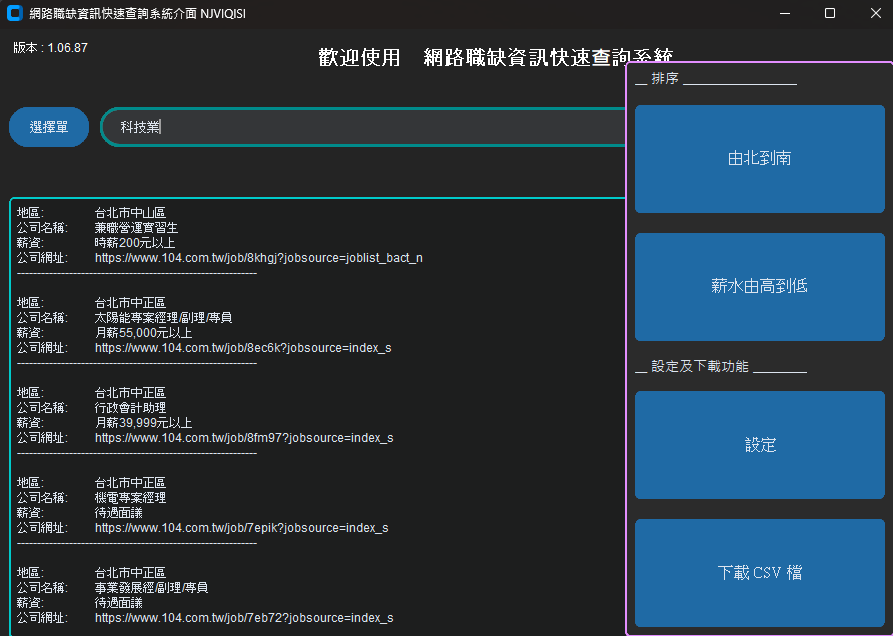 網路職缺資訊快速查詢系統介面 NJVIQISI
版本 : 1.06.87
歡迎使用 網路職缺資訊快速查詢系統
選擇單
科技業
地區: 台北市中山區
公司名稱: 兼職營運實習生
薪資: 時薪200元以上
公司網址: https://www.104.com.tw/job/8khgj?jobsource=joblist_bact_n
------------------------------------------------------------
地區: 台北市中正區
公司名稱: 太陽能專案經理/副理/專員
薪資: 月薪55,000元以上
公司網址: https://www.104.com.tw/job/8ec6k?jobsource=index_s
------------------------------------------------------------
地區: 台北市中正區
公司名稱: 行政會計助理
薪資: 月薪39,999元以上
公司網址: https://www.104.com.tw/job/8fm97?jobsource=index_s
------------------------------------------------------------
地區: 台北市中正區
公司名稱: 機電專案經理
薪資: 待遇面議
公司網址: https://www.104.com.tw/job/7epik?jobsource=index_s
------------------------------------------------------------
地區: 台北市中正區
公司名稱: 事業發展經/副理/專員
薪資: 待遇面議
公司網址: https://www.104.com.tw/job/7eb72?jobsource=index_s
__ 排序 ________________
由北到南
薪水由高到低
__ 設定及下載功能 ________
設定
下載 CSV 檔